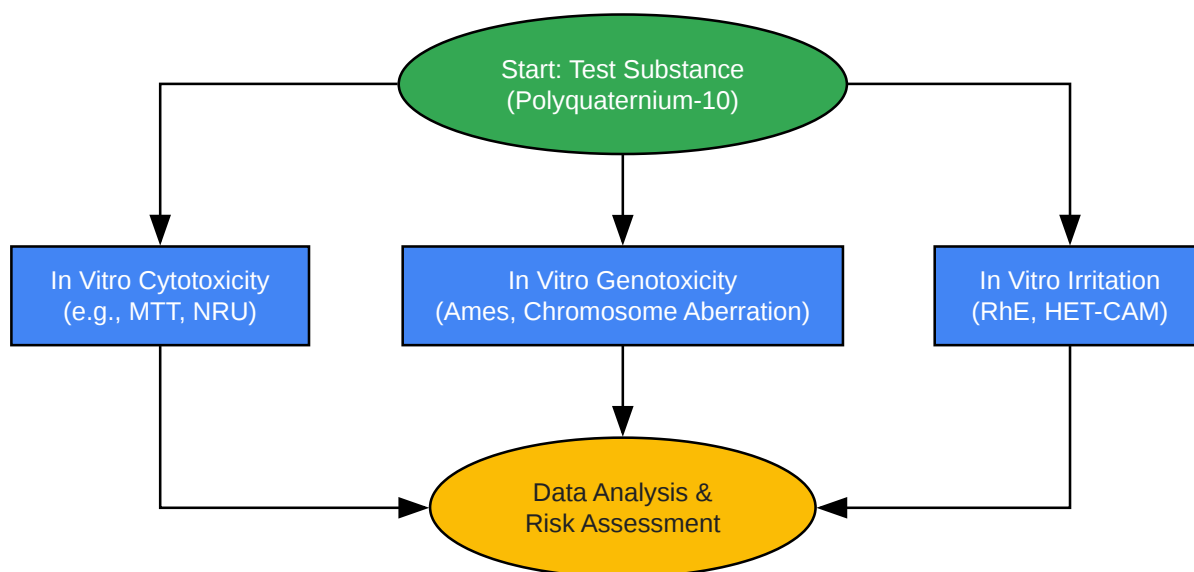 Start: Test Substance
(Polyquaternium-10)
In Vitro Cytotoxicity
(e.g., MTT, NRU)
In Vitro Genotoxicity
(Ames, Chromosome Aberration)
In Vitro Irritation
(RhE, HET-CAM)
Data Analysis &
Risk Assessment